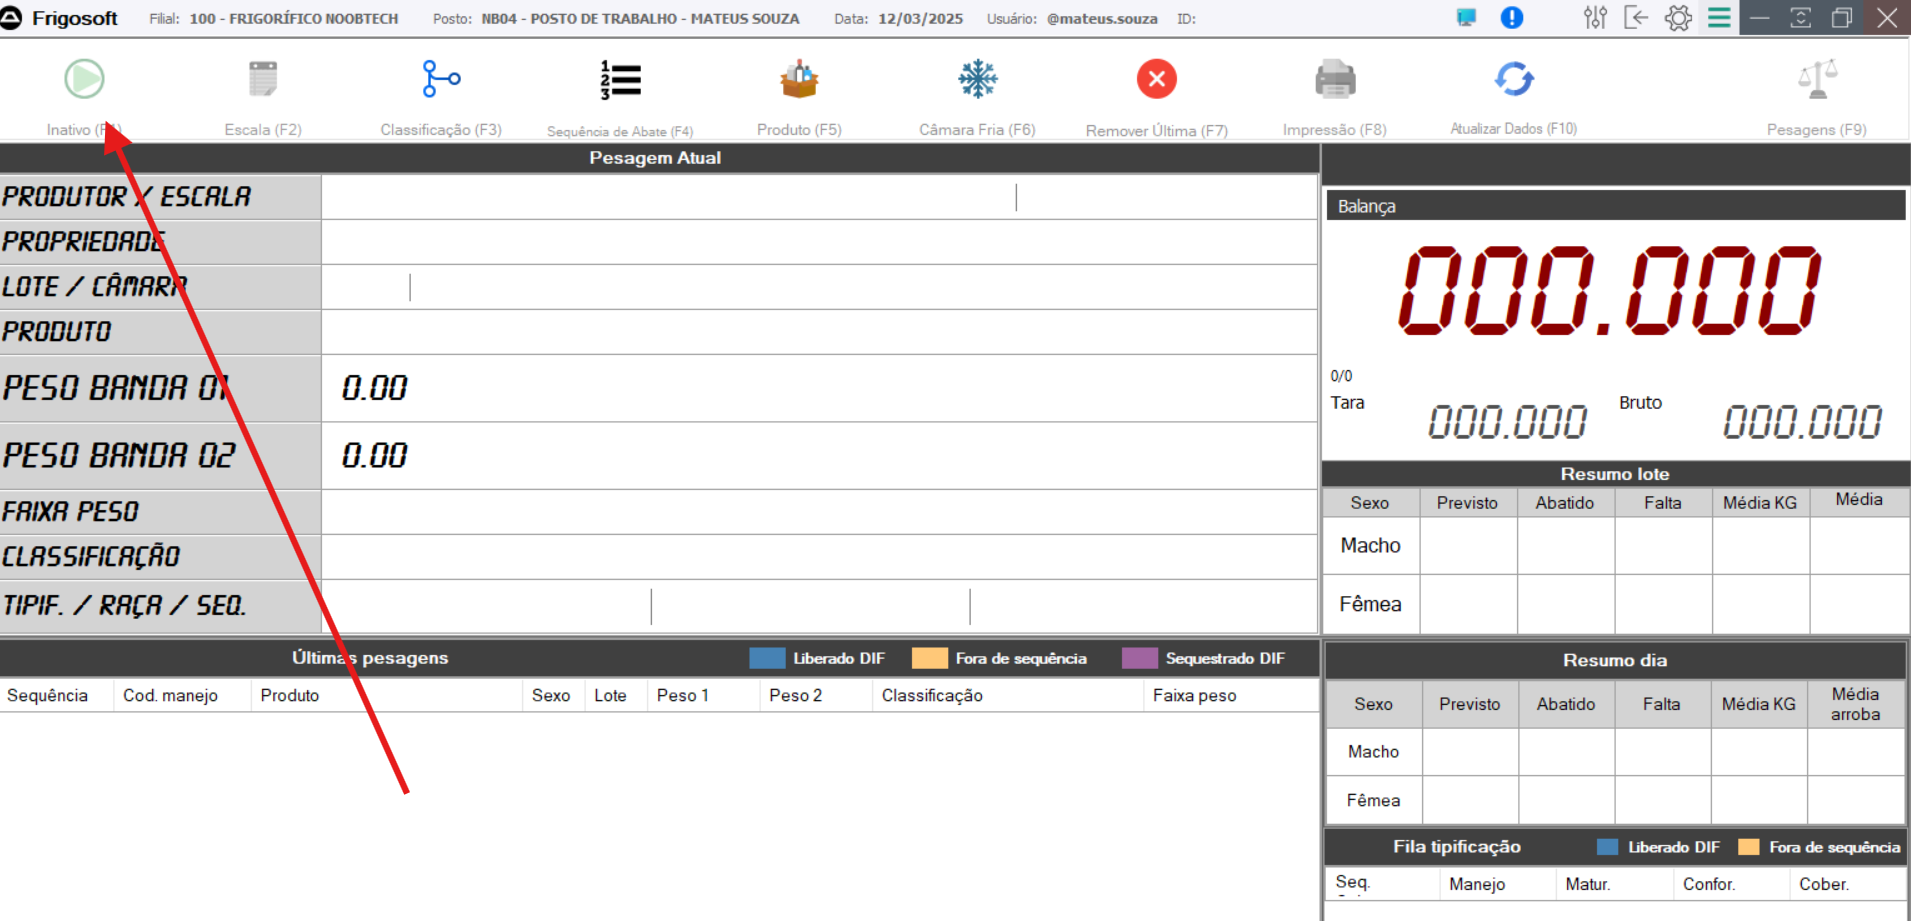 Frigosoft Filial: 100 - FRIGORÍFICO NOOBTECH Posto: NB04 - POSTO DE TRABALHO - MATEUS SOUZA Data: 12/03/2025 Usuário: @mateus.souza ID:
1
2
3
Inativo (F1) Escala (F2) Classificação (F3) Sequência de Abate (F4) Produto (F5) Câmara Fria (F6) Remover Última (F7) Impressão (F8) Atualizar Dados (F10) Pesagens (F9)
Pesagem Atual
PRODUTOR / ESCALA
PROPRIEDADE
LOTE / CÂMARA
PRODUTO
PESO BANDA 01 0.00
PESO BANDA 02 0.00
FAIXA PESO
CLASSIFICAÇÃO
TIPIF. / RAÇA / SEQ.
Balança
000.000
0/0
Tara 000.000 Bruto 000.000
Resumo lote
Sexo Previsto Abatido Falta Média KG Média
Macho
Fêmea
Últimas pesagens Liberado DIF Fora de sequência Sequestrado DIF
Sequência Cod. manejo Produto Sexo Lote Peso 1 Peso 2 Classificação Faixa peso
Resumo dia
Sexo Previsto Abatido Falta Média KG Média arroba
Macho
Fêmea
Fila tipificação Liberado DIF Fora de sequência
Seq. Manejo Matur. Confor. Cober.